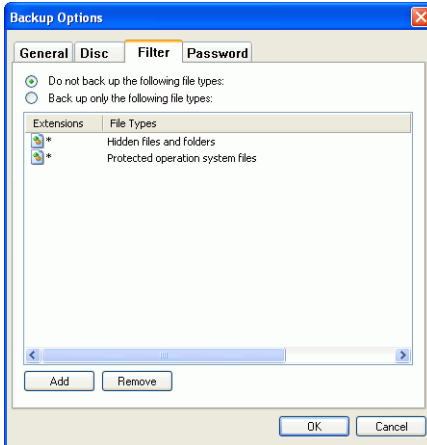 Backup Options
General Disc Filter Password
Do not back up the following file types:
Back up only the following file types:
Extensions File Types
* Hidden files and folders
* Protected operation system files
Add Remove
OK Cancel